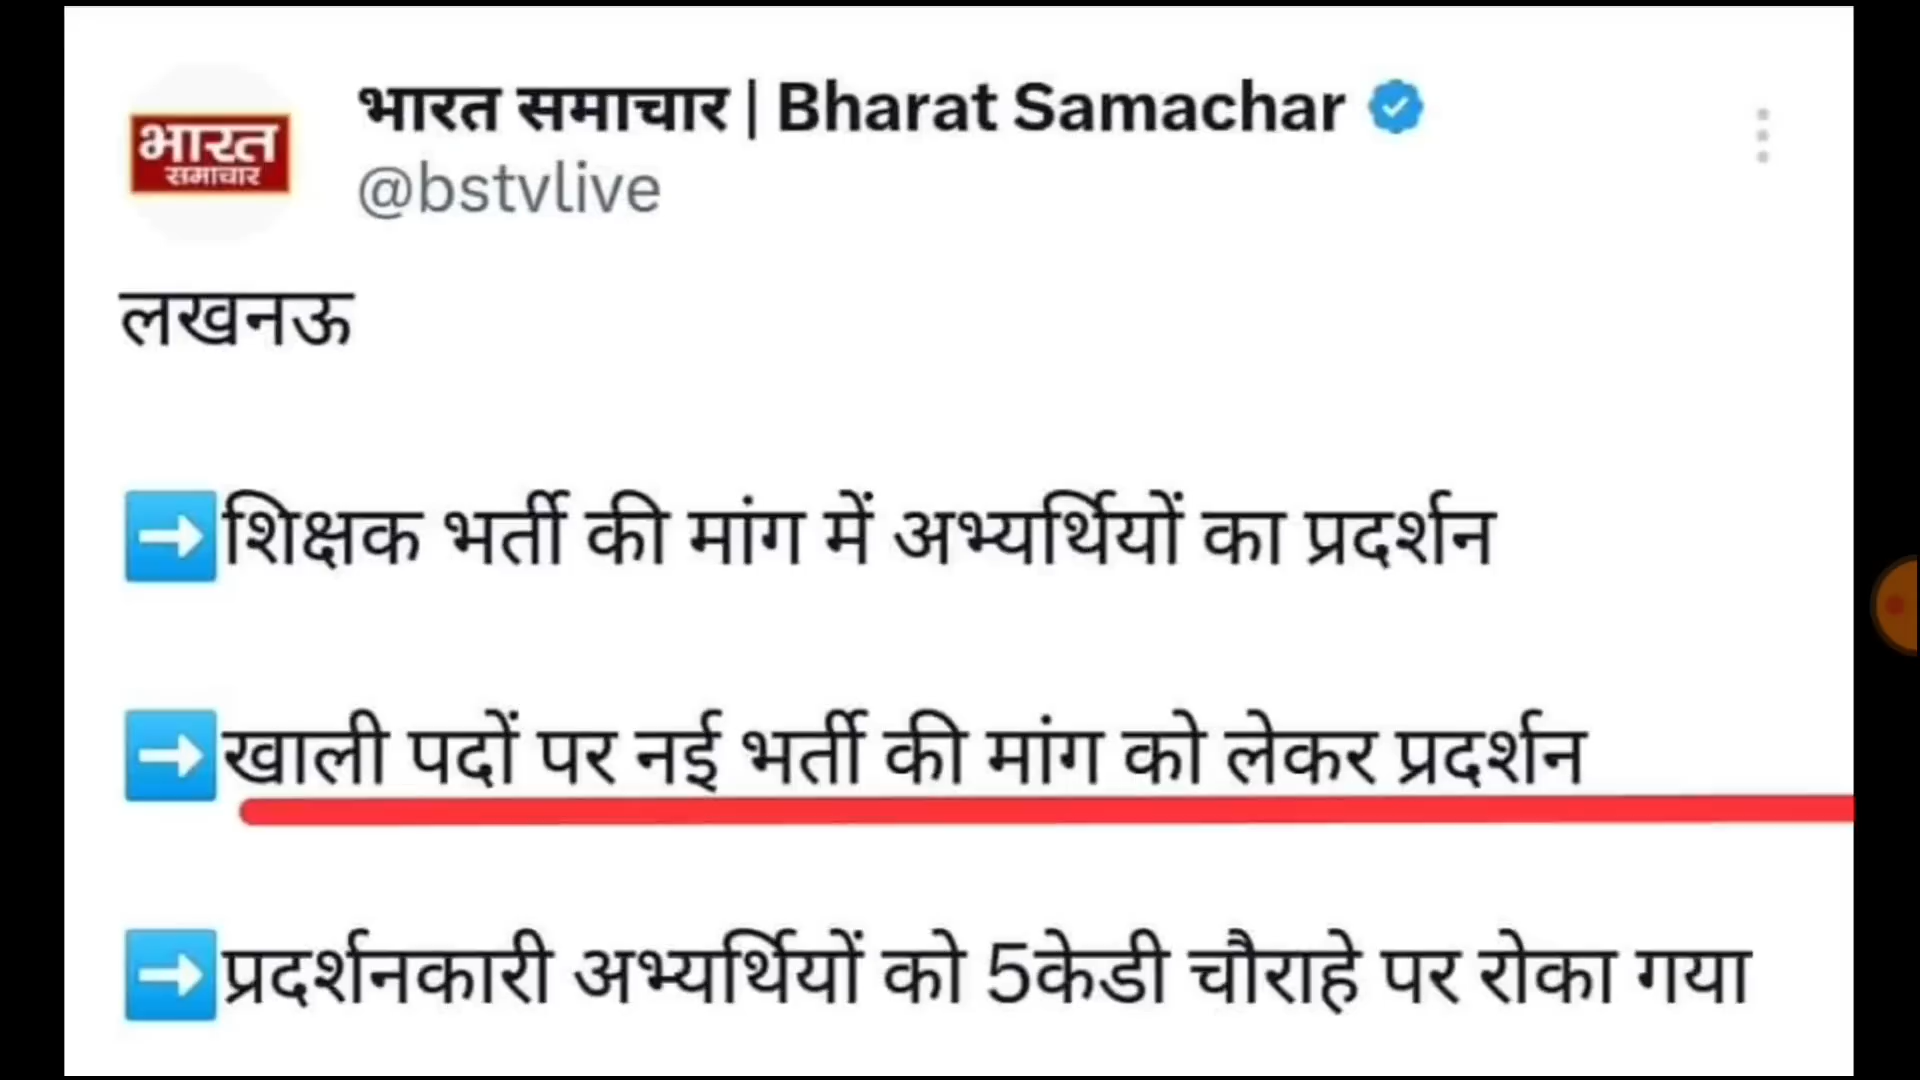 भारत समाचार | Bharat Samachar
भारत
समाचार
@bstvlive
लखनऊ
➡️शिक्षक भर्ती की मांग में अभ्यर्थियों का प्रदर्शन
➡️खाली पदों पर नई भर्ती की मांग को लेकर प्रदर्शन
➡️प्रदर्शनकारी अभ्यर्थियों को 5केडी चौराहे पर रोका गया